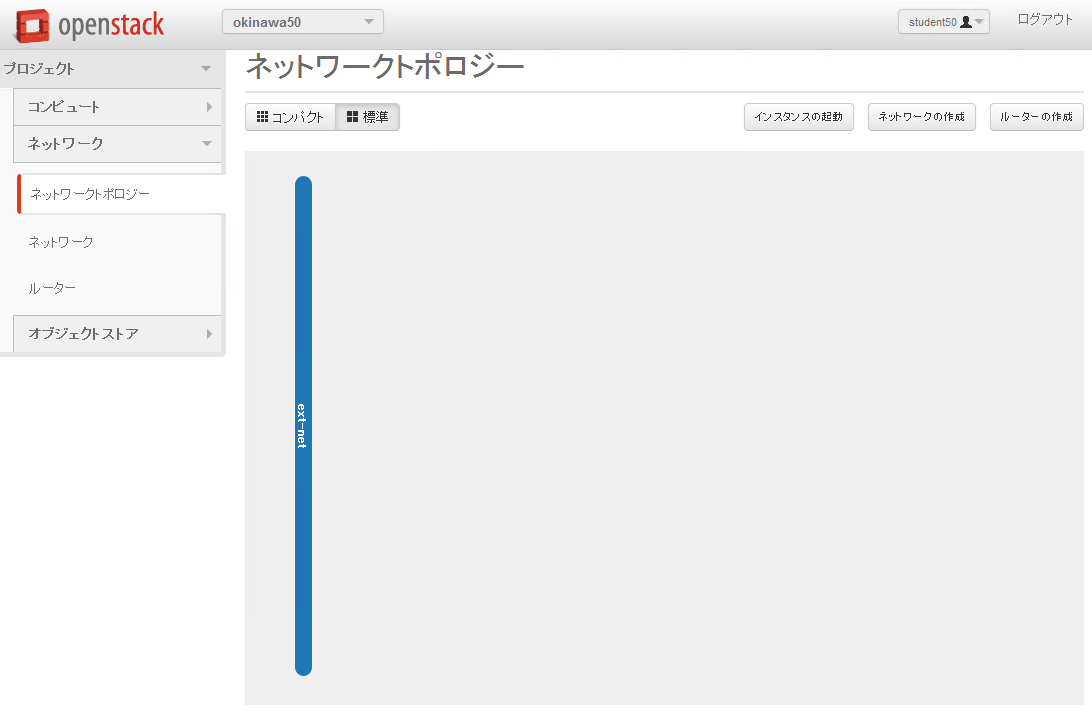 openstack
okinawa50
student50
ログアウト
プロジェクト
コンピュート
ネットワーク
ネットワークトポロジー
ネットワーク
ルーター
オブジェクトストア
ネットワークトポロジー
コンパクト
標準
インスタンスの起動
ネットワークの作成
ルーターの作成
ext-net